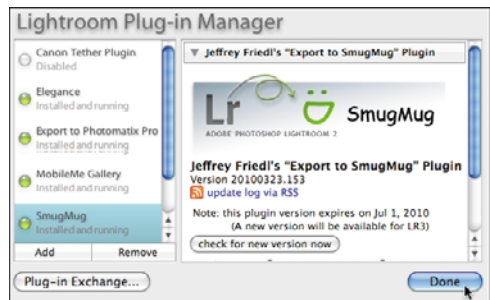 Lightroom Plug-in Manager
Canon Tether Plugin
Disabled
Elegance
Installed and running
Export to Photomatix Pro
Installed and running
MobileMe Gallery
Installed and running
SmugMug
Installed and running
Add Remove
Plug-in Exchange...
▼ Jeffrey Friedl's "Export to SmugMug" Plugin
Lr SmugMug
ADOBE PHOTOSHOP LIGHTROOM 2
Jeffrey Friedl's "Export to SmugMug" Plugin
Version 20100323.153
update log via RSS
Note: this plugin version expires on Jul 1, 2010
(A new version will be available for LR3)
check for new version now
Done